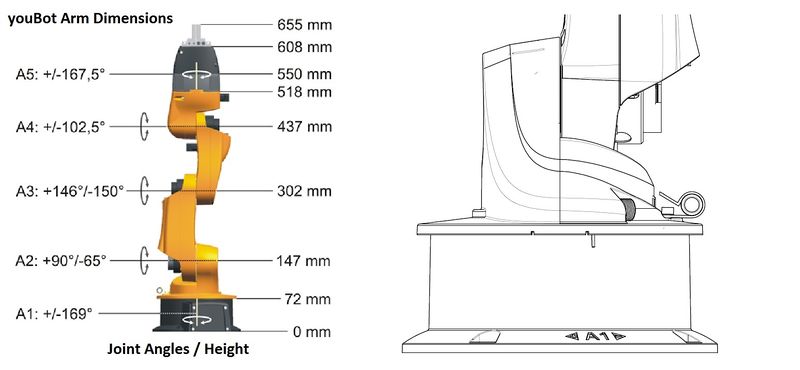 youBot Arm Dimensions
655 mm
608 mm
A5: +/-167,5°
550 mm
518 mm
A4: +/-102,5°
437 mm
A3: +146°/-150°
302 mm
A2: +90°/-65°
147 mm
72 mm
A1: +/-169°
0 mm
Joint Angles / Height
A1